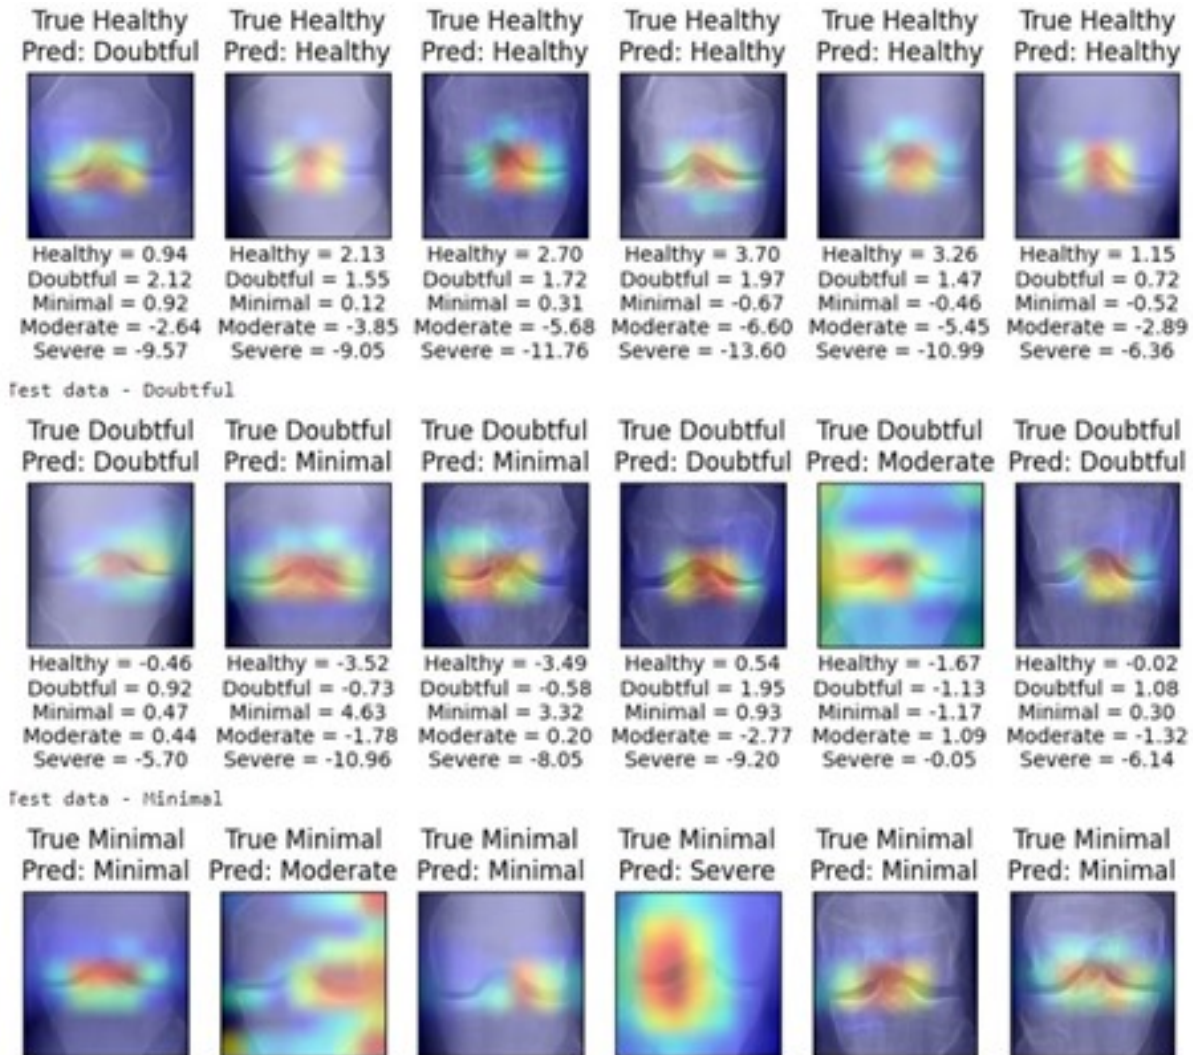 True Healthy True Healthy True Healthy True Healthy True Healthy True Healthy
Pred: Doubtful Pred: Healthy Pred: Healthy Pred: Healthy Pred: Healthy Pred: Healthy
Healthy = 0.94 Healthy = 2.13 Healthy = 2.70 Healthy = 3.70 Healthy = 3.26 Healthy = 1.15
Doubtful = 2.12 Doubtful = 1.55 Doubtful = 1.72 Doubtful = 1.97 Doubtful = 1.47 Doubtful = 0.72
Minimal = 0.92 Minimal = 0.12 Minimal = 0.31 Minimal = -0.67 Minimal = -0.46 Minimal = -0.52
Moderate = -2.64 Moderate = -3.85 Moderate = -5.68 Moderate = -6.60 Moderate = -5.45 Moderate = -2.89
Severe = -9.57 Severe = -9.05 Severe = -11.76 Severe = -13.60 Severe = -10.99 Severe = -6.36
Test data - Doubtful
True Doubtful True Doubtful True Doubtful True Doubtful True Doubtful True Doubtful
Pred: Doubtful Pred: Minimal Pred: Minimal Pred: Doubtful Pred: Moderate Pred: Doubtful
Healthy = -0.46 Healthy = -3.52 Healthy = -3.49 Healthy = 0.54 Healthy = -1.67 Healthy = -0.02
Doubtful = 0.92 Doubtful = -0.73 Doubtful = -0.58 Doubtful = 1.95 Doubtful = -1.13 Doubtful = 1.08
Minimal = 0.47 Minimal = 4.63 Minimal = 3.32 Minimal = 0.93 Minimal = -1.17 Minimal = 0.30
Moderate = 0.44 Moderate = -1.78 Moderate = 0.20 Moderate = -2.77 Moderate = 1.09 Moderate = -1.32
Severe = -5.70 Severe = -10.96 Severe = -8.05 Severe = -9.20 Severe = -0.05 Severe = -6.14
Test data - Minimal
True Minimal True Minimal True Minimal True Minimal True Minimal True Minimal
Pred: Minimal Pred: Moderate Pred: Minimal Pred: Severe Pred: Minimal Pred: Minimal